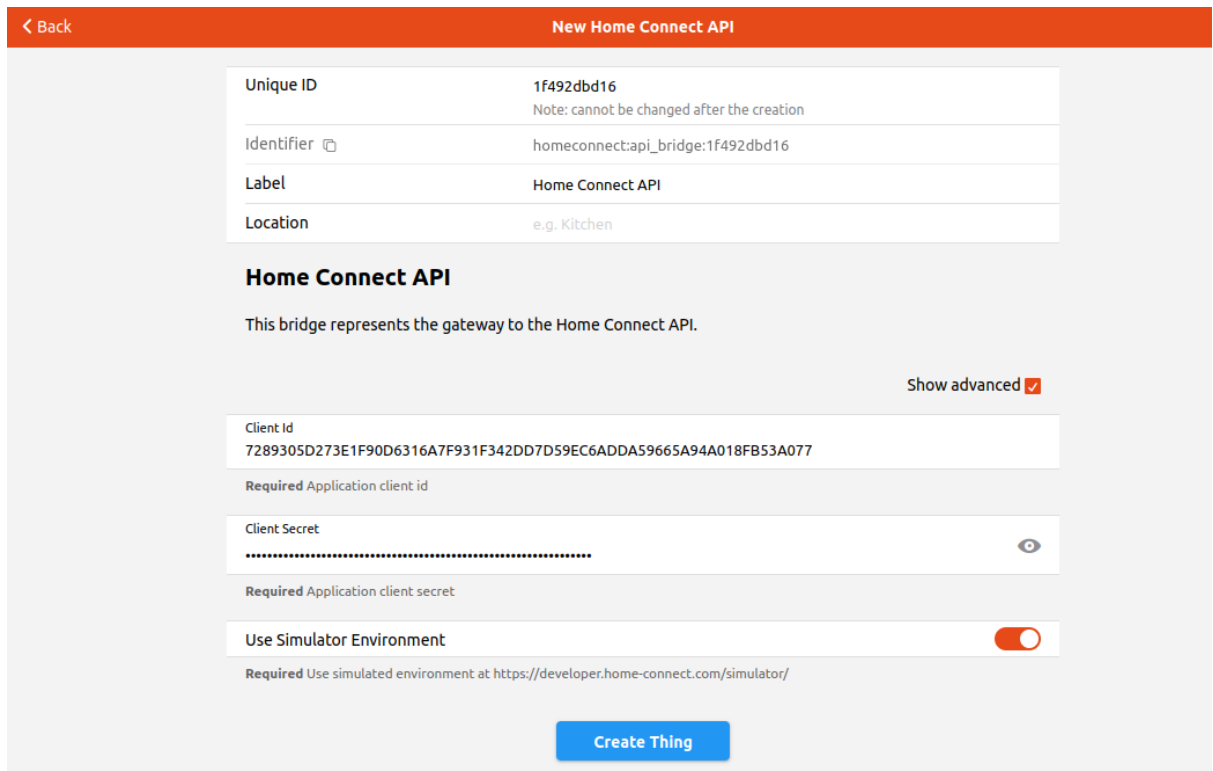 Back
New Home Connect API
Unique ID
1f492dbd16
Note: cannot be changed after the creation
Identifier
homeconnect:api_bridge:1f492dbd16
Label
Home Connect API
Location
e.g. Kitchen
Home Connect API
This bridge represents the gateway to the Home Connect API.
Show advanced
Client Id
7289305D273E1F90D6316A7F931F342DD7D59EC6ADDA59665A94A018FB53A077
Required Application client id
Client Secret
••••••••••••••••••••••••••••••••••••••••••••••••••••••••••••••••
Required Application client secret
Use Simulator Environment
Required Use simulated environment at https://developer.home-connect.com/simulator/
Create Thing